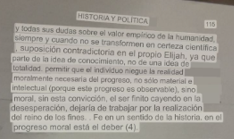 HISTORIA Y POLÍTICA
115
y todas sus dudas sobre el valor empírico de la humanidad,
siempre y cuando no se transformen en certeza científica
, suposición contradictoria en el propio Elijah, ya que
parte de la idea de conocimiento, no de una idea de
totalidad. permitir que el individuo niegue la realidad
moralmente necesaria del progreso, no sólo material e
intelectual (porque este progreso es observable), sino
moral, sin esta convicción, el ser finito cayendo en la
desesperación, dejaría de trabajar por la realización
del reino de los fines. . Fe en un sentido de la historia, en el
progreso moral está el deber (4).